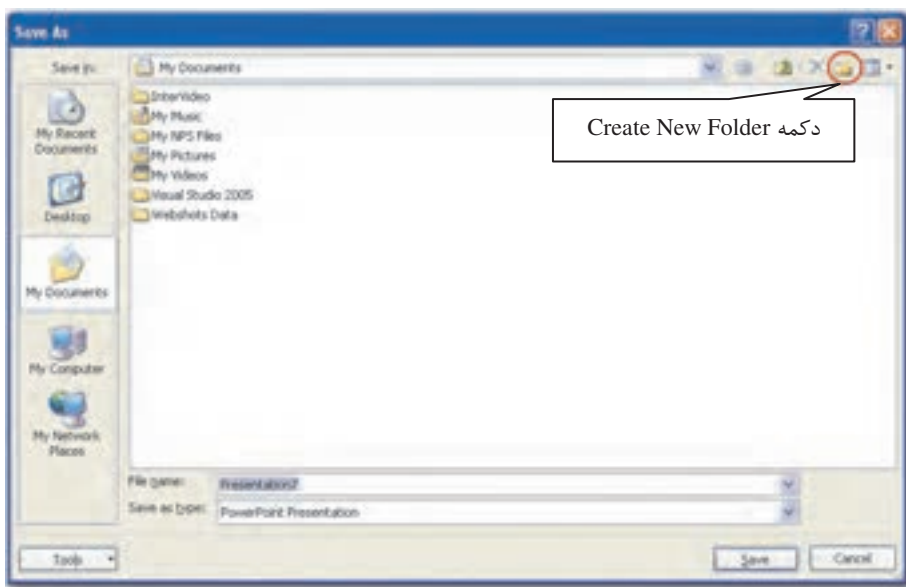 Save As
Save in: My Documents
InterVideo
My Music
My NPS Files
My Pictures
My Videos
Visual Studio 2005
Webshots Data
دکمه Create New Folder
My Recent
Documents
Desktop
My Documents
My Computer
My Network
Places
File name: Presentation2
Save as type: PowerPoint Presentation
Tools
Save
Cancel